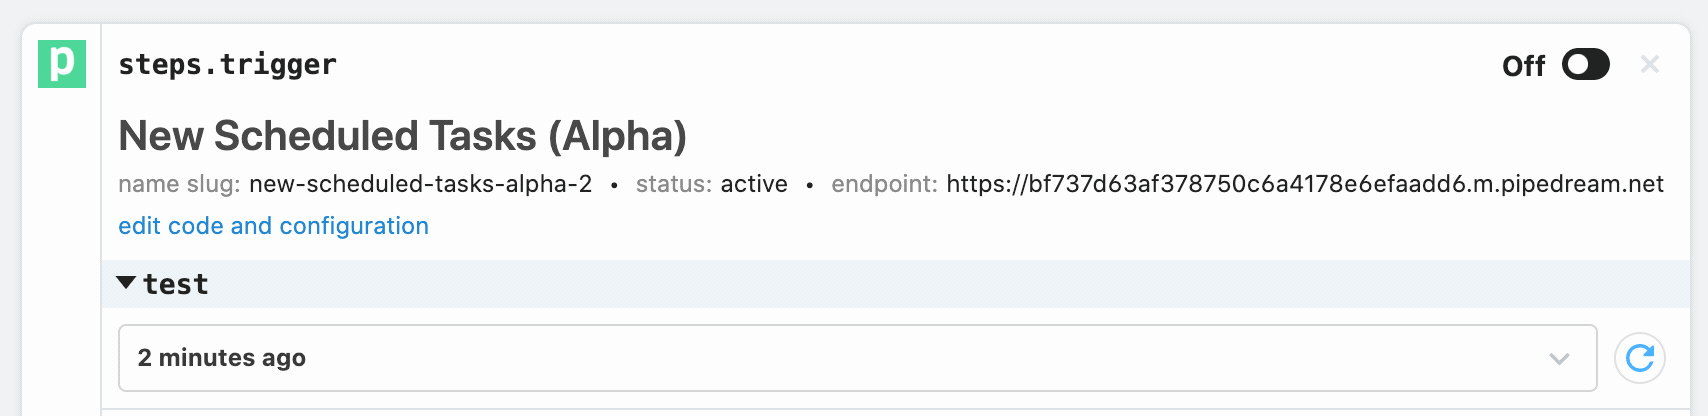 p
steps.trigger
Off
New Scheduled Tasks (Alpha)
name slug: new-scheduled-tasks-alpha-2 • status: active • endpoint: https://bf737d63af378750c6a4178e6efaadd6.m.pipedream.net
edit code and configuration
test
2 minutes ago